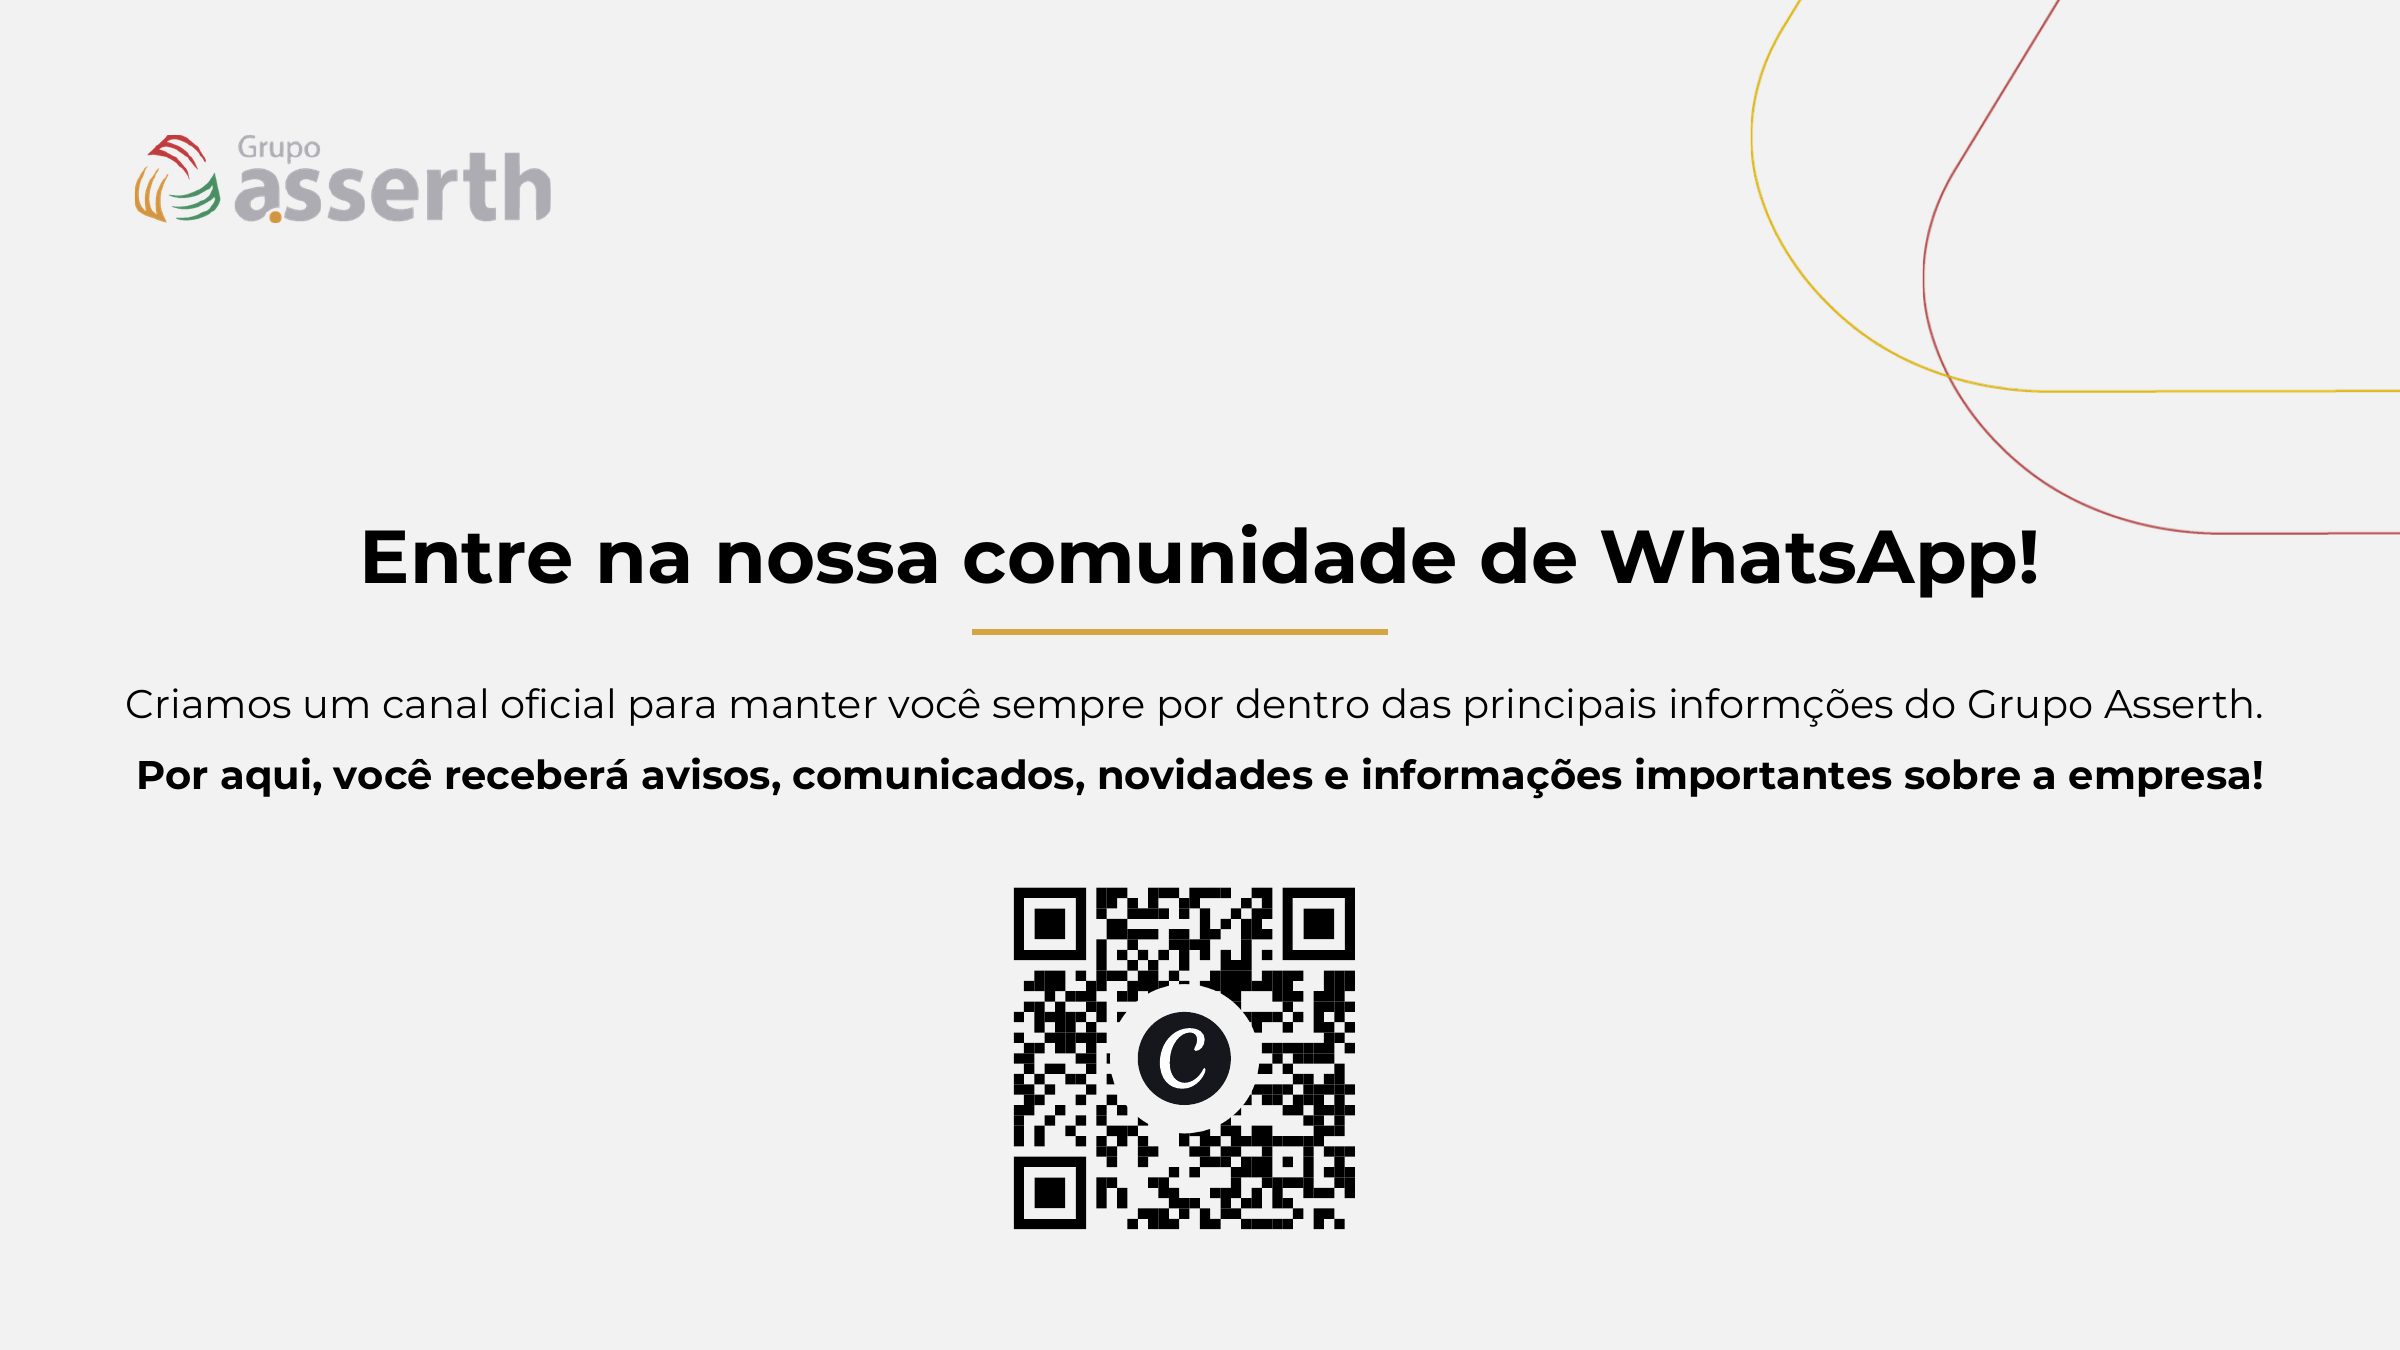 Grupo
asserth
Entre na nossa comunidade de WhatsApp!
Criamos um canal oficial para manter você sempre por dentro das principais informções do Grupo Asserth.
Por aqui, você receberá avisos, comunicados, novidades e informações importantes sobre a empresa!
C